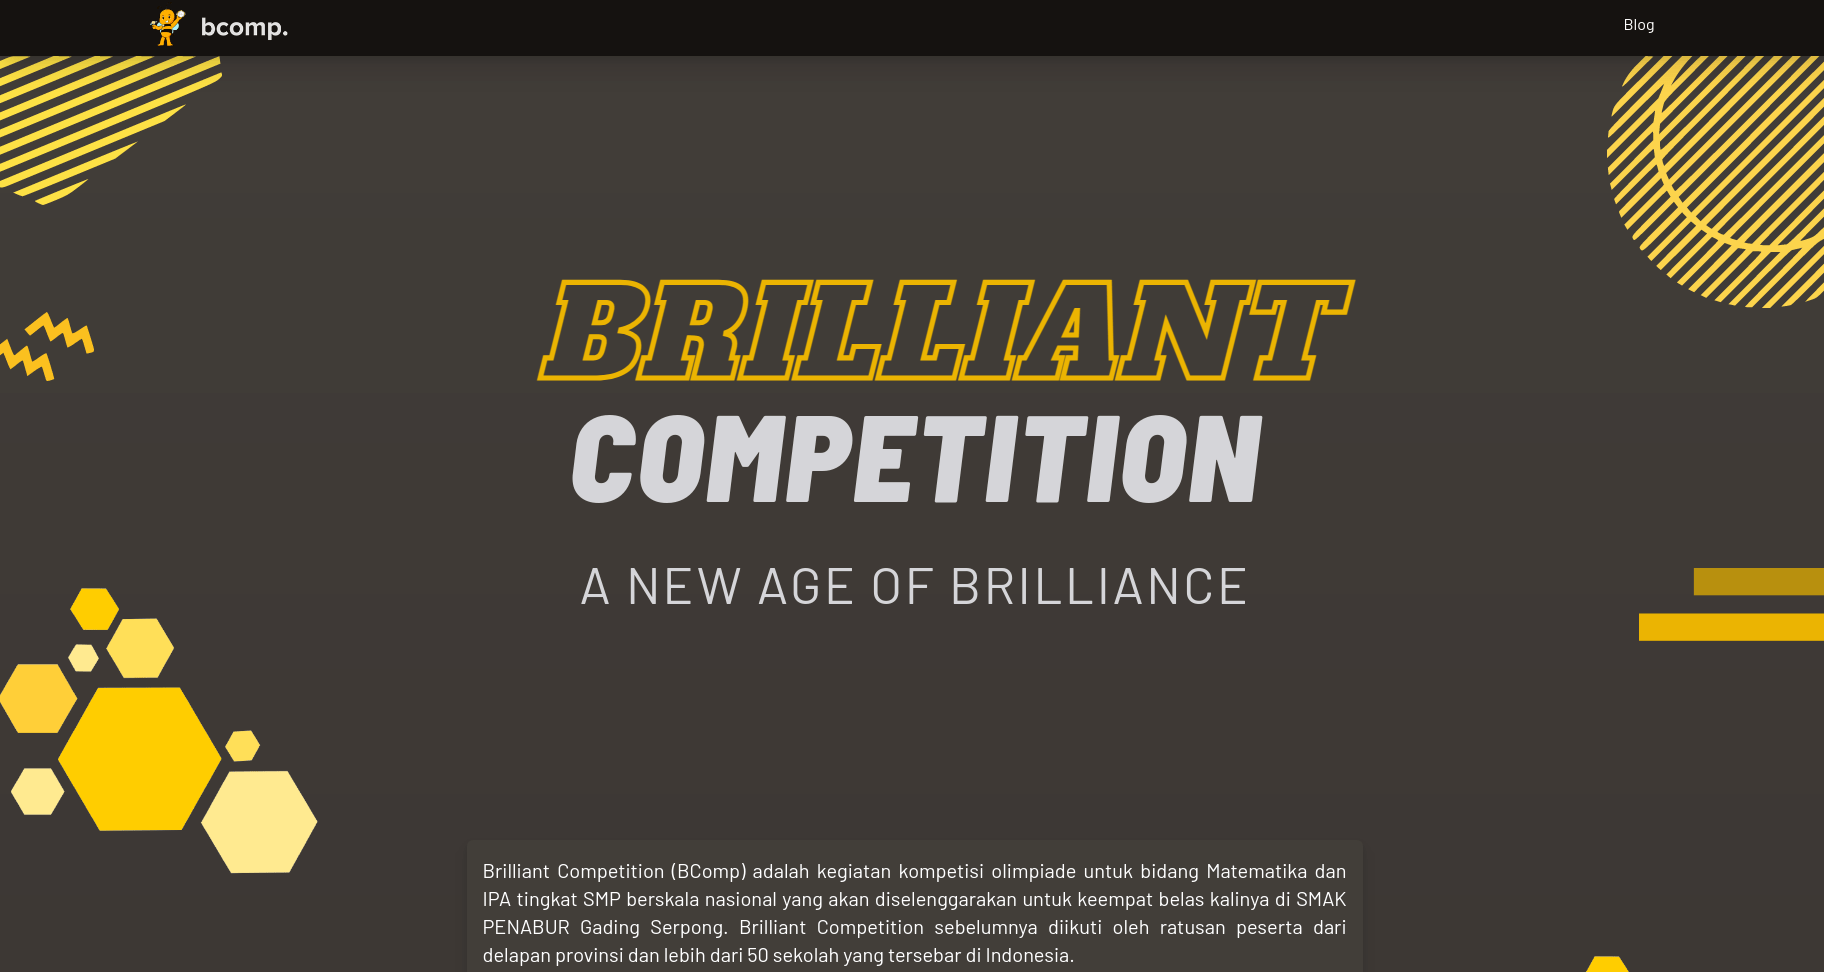 bcomp.
Blog
BRILLIANT
COMPETITION
A NEW AGE OF BRILLIANCE
Brilliant Competition (BComp) adalah kegiatan kompetisi olimpiade untuk bidang Matematika dan
IPA tingkat SMP berskala nasional yang akan diselenggarakan untuk keempat belas kalinya di SMAK
PENABUR Gading Serpong. Brilliant Competition sebelumnya diikuti oleh ratusan peserta dari
delapan provinsi dan lebih dari 50 sekolah yang tersebar di Indonesia.